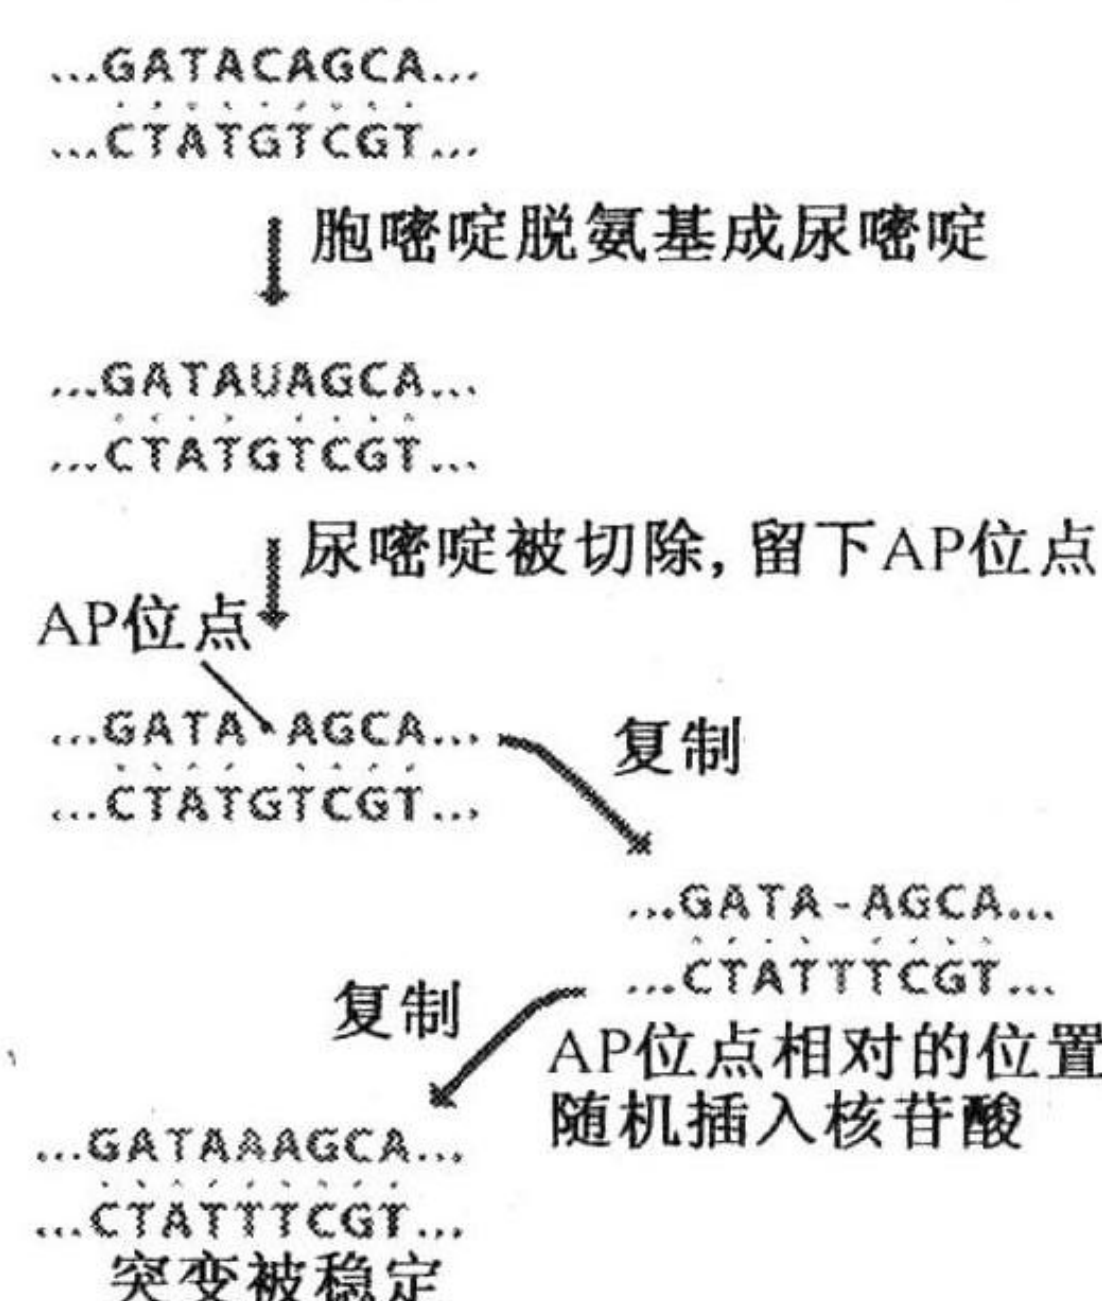 ...GATACAGCA...
...CTATGTCGT...
胞嘧啶脱氨基成尿嘧啶
...GATAUAGCA...
...CTATGTCGT...
尿嘧啶被切除,留下AP位点
AP位点
...GATA AGCA...
...CTATGTCGT...
复制
...GATA-AGCA...
...CTATTTCGT...
复制
AP位点相对的位置
随机插入核苷酸
...GATAAAGCA...
...CTATTTCGT...
突变被稳定